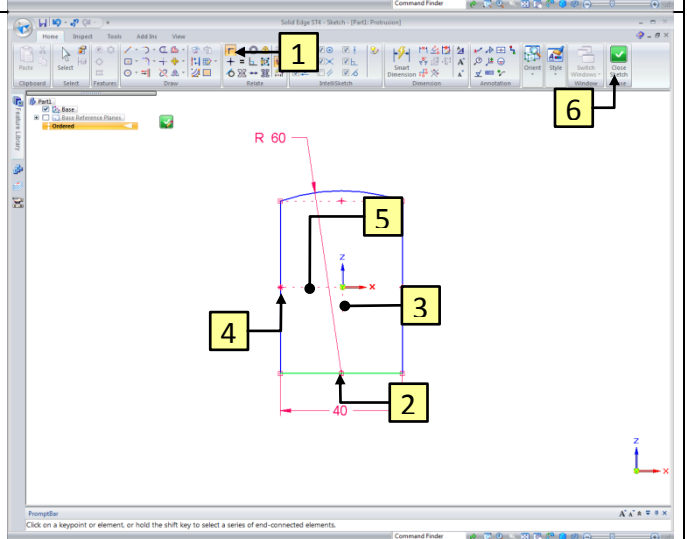 Command Finder
Solid Edge ST4 - Sketch - [Part1: Protrusion]
Home Inspect Tools Add Ins View
Paste
Select
Smart Dimension
Orient
Style
Switch Windows
Close Sketch
Clipboard Select Features Draw Relate IntelliSketch Dimension Annotation Window
1
6
Part1
Base
Base Reference Planes
Ordered
Feature Library
R 60
5
Z
X
3
4
2
40
Z
X
PromptBar
Click on a keypoint or element, or hold the shift key to select a series of end-connected elements.
Command Finder